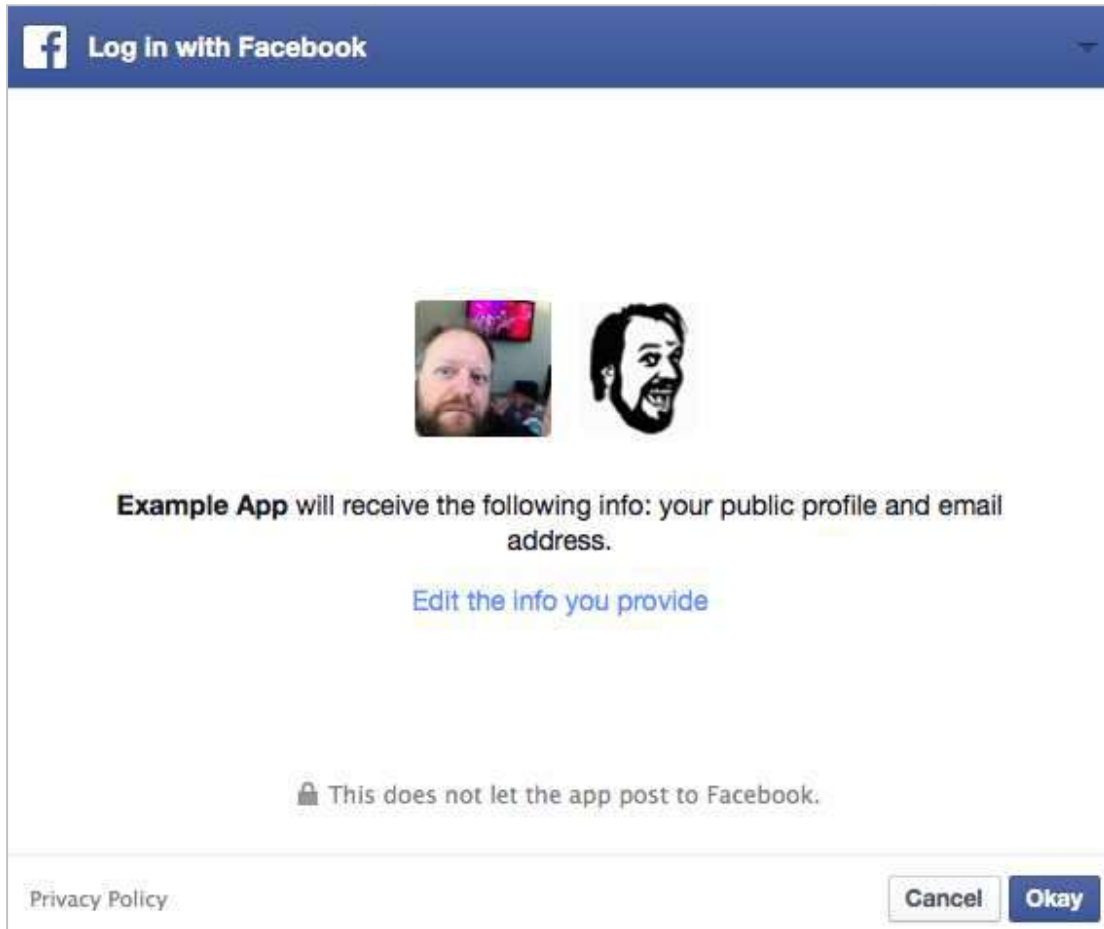 Log in with Facebook
Example App will receive the following info: your public profile and email
address.
Edit the info you provide
This does not let the app post to Facebook.
Privacy Policy
Cancel
Okay